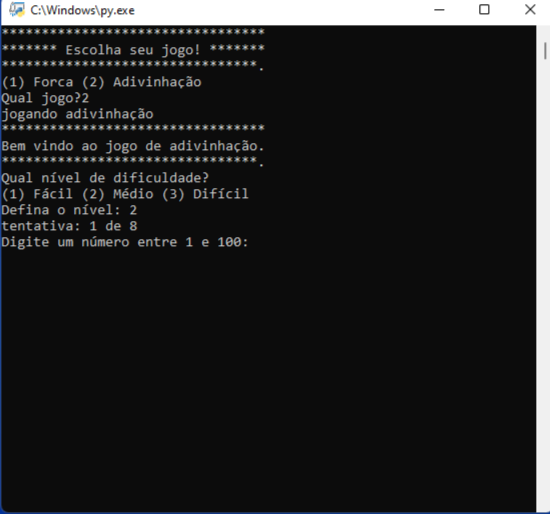 C:\Windows\py.exe
*********************************
******* Escolha seu jogo! *******
********************************.
(1) Forca (2) Adivinhação
Qual jogo?2
jogando adivinhação
*********************************
Bem vindo ao jogo de adivinhação.
********************************.
Qual nível de dificuldade?
(1) Fácil (2) Médio (3) Difícil
Defina o nível: 2
tentativa: 1 de 8
Digite um número entre 1 e 100: